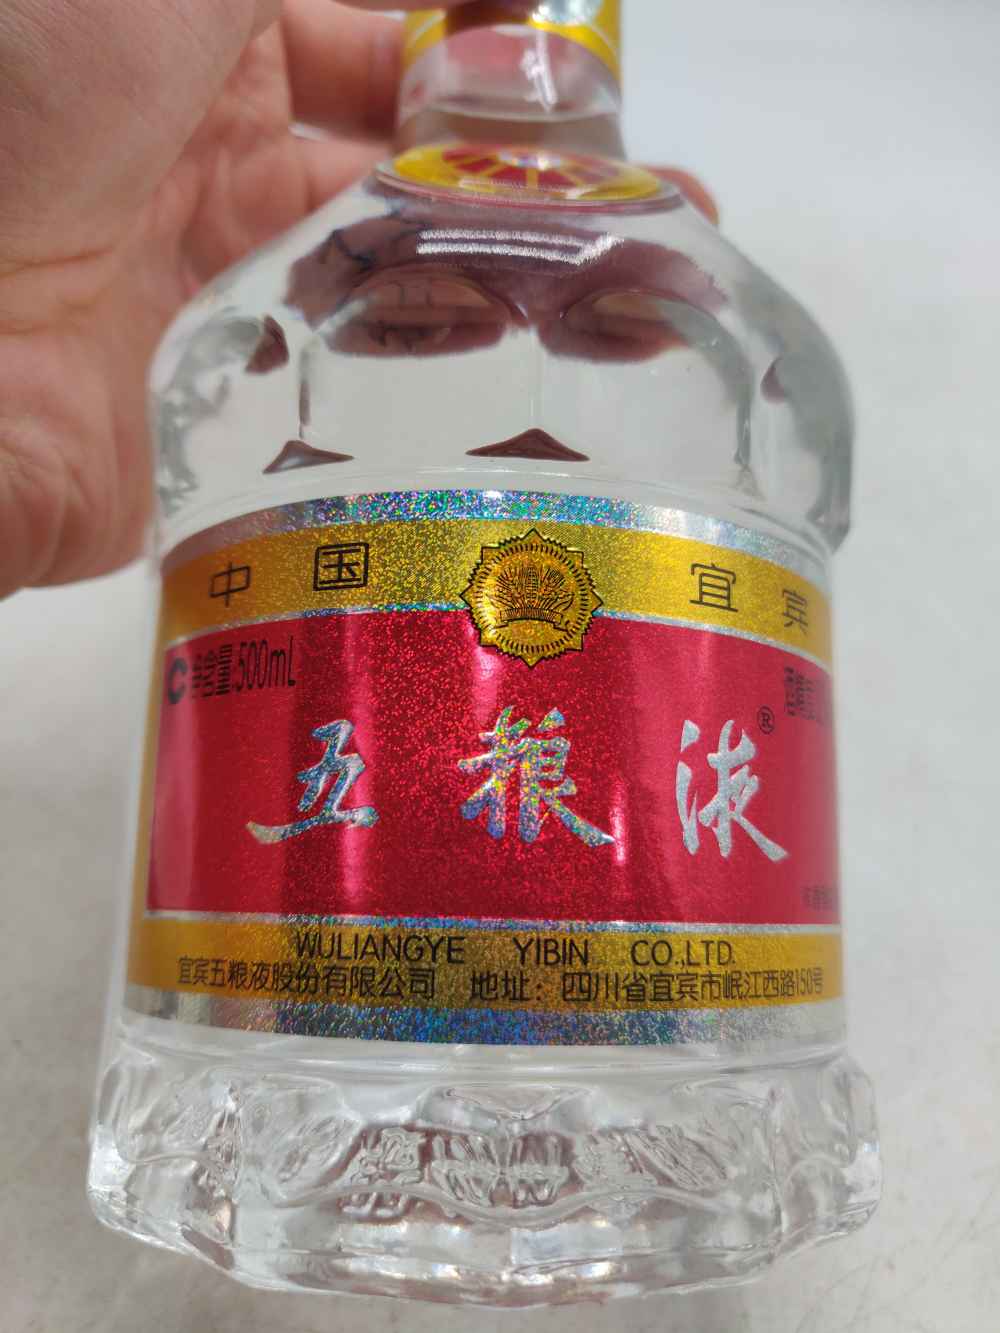 中国 宜宾
C 净含量:500mL
五粮液®
WULIANGYE YIBIN CO.,LTD.
宜宾五粮液股份有限公司 地址：四川省宜宾市岷江西路150号